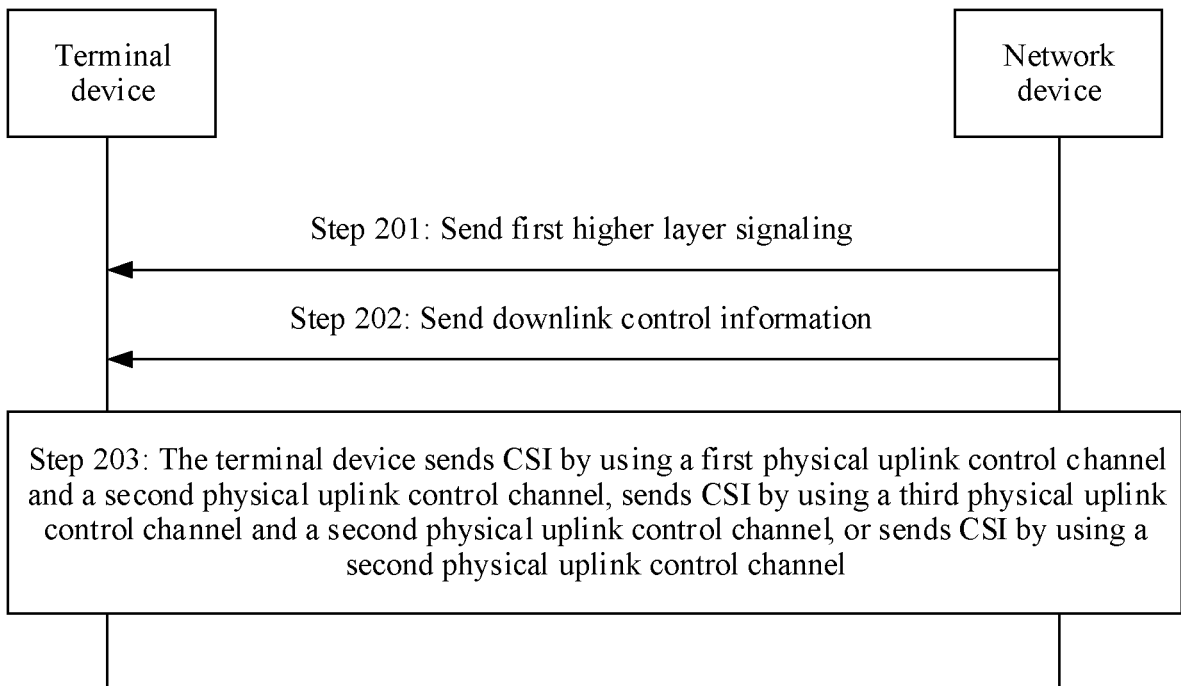 Terminal
device
Network
device
Step 201: Send first higher layer signaling
Step 202: Send downlink control information
Step 203: The terminal device sends CSI by using a first physical uplink control channel
and a second physical uplink control channel, sends CSI by using a third physical uplink
control channel and a second physical uplink control channel, or sends CSI by using a
second physical uplink control channel